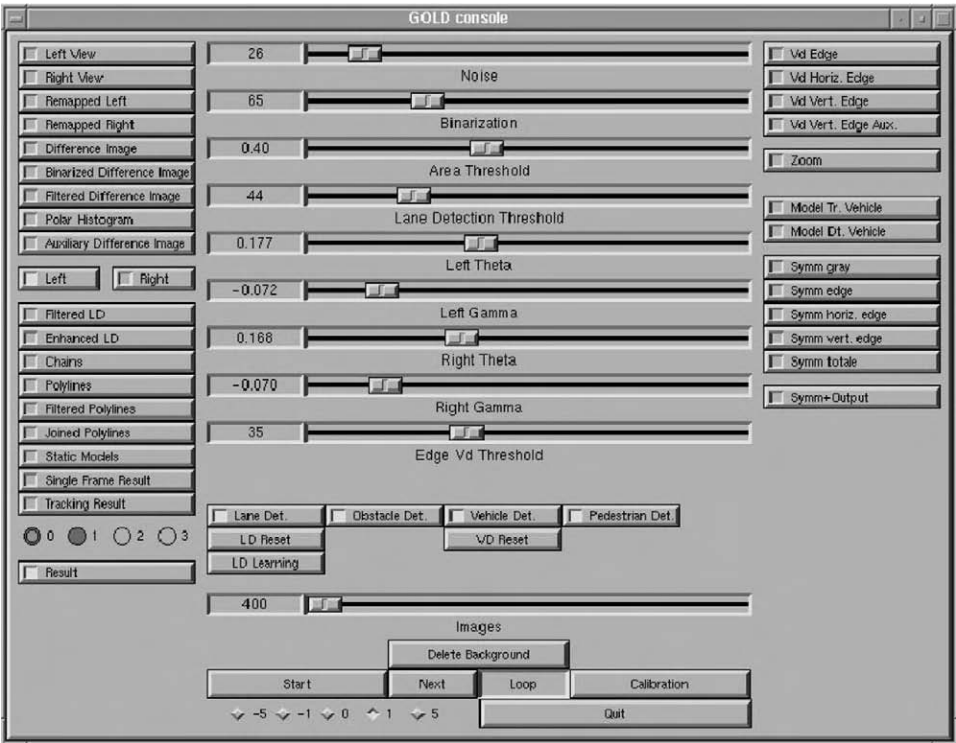 GOLD console
Left View
Right View
Remapped Left
Remapped Right
Difference Image
Binarized Difference Image
Filtered Difference Image
Polar Histogram
Auxiliary Difference Image
Left Right
Filtered LD
Enhanced LD
Chains
Polylines
Filtered Polylines
Joined Polylines
Static Models
Single Frame Result
Tracking Result
0 1 2 3
Result
26
Noise
65
Binarization
0.40
Area Threshold
44
Lane Detection Threshold
0.177
Left Theta
-0.072
Left Gamma
0.168
Right Theta
-0.070
Right Gamma
35
Edge Vd Threshold
Lane Det. Obstacle Det. Vehicle Det. Pedestrian Det.
LD Reset VD Reset
LD Learning
400
Images
Delete Background
Start Next Loop Calibration
-5 -1 0 1 5 Quit
Vd Edge
Vd Horiz. Edge
Vd Vert. Edge
Vd Vert. Edge Aux.
Zoom
Model Tr. Vehicle
Model Dt. Vehicle
Symm gray
Symm edge
Symm horiz. edge
Symm vert. edge
Symm totale
Symm+Output